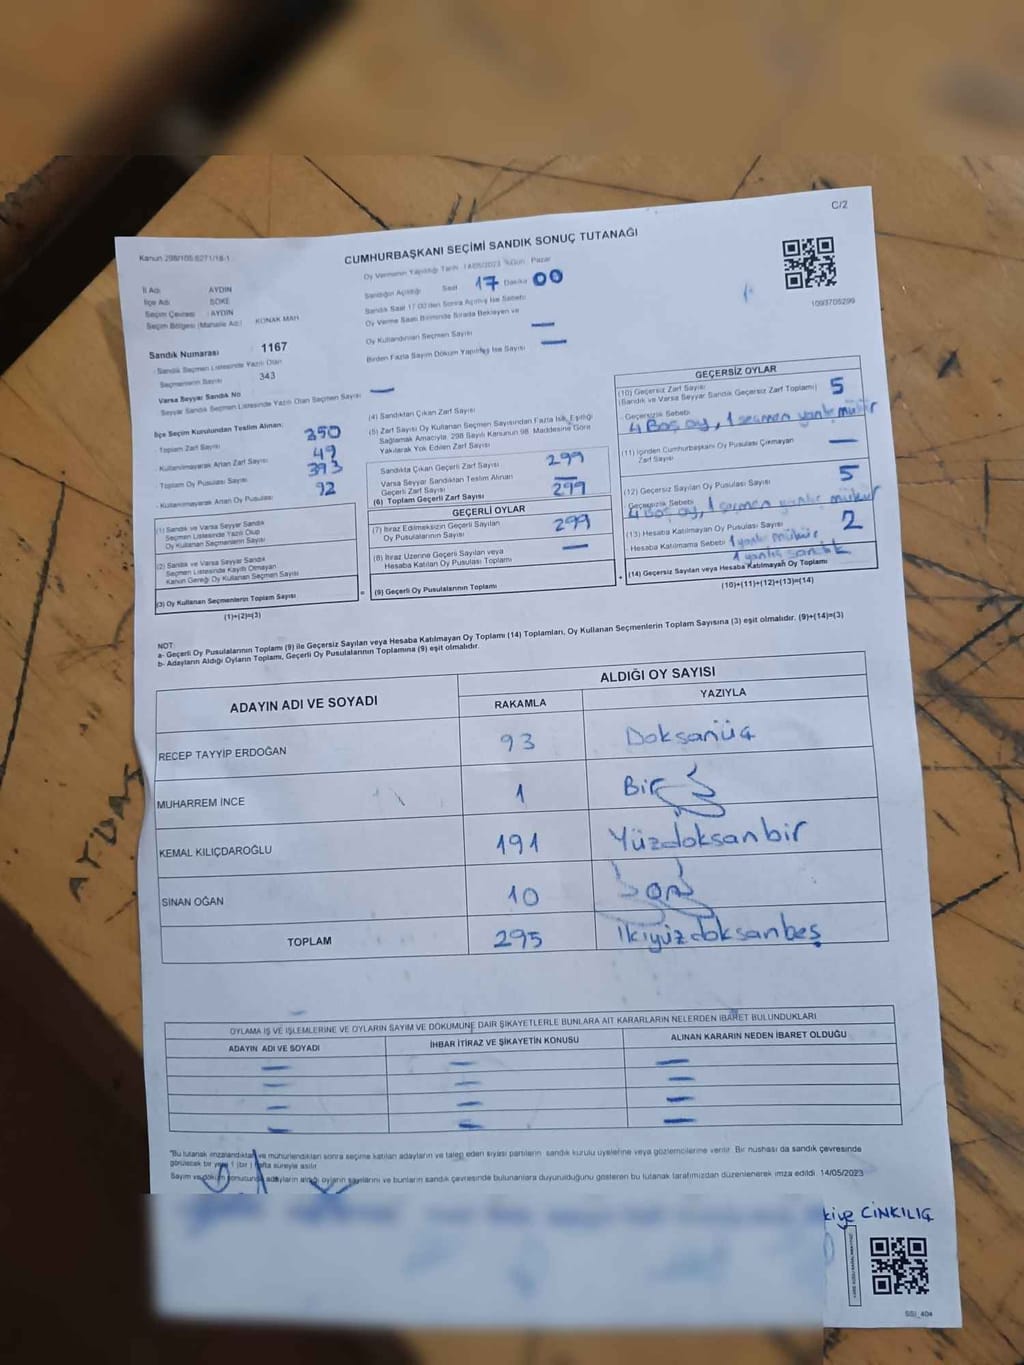 C/2
Kanun 298/105 6271/18-1
CUMHURBAŞKANI SEÇİMİ SANDIK SONUÇ TUTANAĞI
Oy Vermenin Yapıldığı Tarih : 14/05/2023 Gün : Pazar
Sandığın Açıldığı Saat 17 Dakika 00
Sandık Saat 17:00'den Sonra Açılmış İse Sebebi
Oy Verme Saati Bitiminde Sırada Bekleyen ve
Oy Kullandırılan Seçmen Sayısı —
Birden Fazla Sayım Döküm Yapılmış İse Sayısı —
1093705299
İl Adı AYDIN
İlçe Adı SÖKE
Seçim Çevresi AYDIN
Seçim Bölgesi (Mahalle Adı) KONAK MAH
Sandık Numarası : 1167
Sandık Seçmen Listesinde Yazılı Olan
Seçmenlerin Sayısı 343
Varsa Seyyar Sandık No —
Seyyar Sandık Seçmen Listesinde Yazılı Olan Seçmen Sayısı
İlçe Seçim Kurulundan Teslim Alınan:
Toplam Zarf Sayısı 350
Kullanılmayarak Artan Zarf Sayısı 49
Toplam Oy Pusulası Sayısı 393
Kullanılmayarak Artan Oy Pusulası 92
(1) Sandık ve Varsa Seyyar Sandık
Seçmen Listesinde Yazılı Olup
Oy Kullanan Seçmenlerin Sayısı
(2) Sandık ve Varsa Seyyar Sandık
Seçmen Listesinde Kayıtlı Olmayan
Kanun Gereği Oy Kullanan Seçmen Sayısı
(3) Oy Kullanan Seçmenlerin Toplam Sayısı
(1)+(2)=(3)
(4) Sandıktan Çıkan Zarf Sayısı
(5) Zarf Sayısı Oy Kullanan Seçmen Sayısından Fazla İse, Eşitliği
Sağlamak Amacıyla, 298 Sayılı Kanunun 98. Maddesine Göre
Yakılarak Yok Edilen Zarf Sayısı
Sandıkta Çıkan Geçerli Zarf Sayısı 299
Varsa Seyyar Sandıktan Teslim Alınan
Geçerli Zarf Sayısı —
(6) Toplam Geçerli Zarf Sayısı 299
GEÇERLİ OYLAR
(7) İtiraz Edilmeksizin Geçerli Sayılan
Oy Pusulalarının Sayısı 299
(8) İtiraz Üzerine Geçerli Sayılan veya
Hesaba Katılan Oy Pusulası Toplamı —
= (9) Geçerli Oy Pusulalarının Toplamı +
GEÇERSİZ OYLAR
(10) Geçersiz Zarf Sayısı
(Sandık ve Varsa Seyyar Sandık Geçersiz Zarf Toplamı) 5
Geçersizlik Sebebi
4 Boş oy, 1 seçmen yanlış mühür
(11) İçinden Cumhurbaşkanı Oy Pusulası Çıkmayan
Zarf Sayısı —
(12) Geçersiz Sayılan Oy Pusulası Sayısı 5
Geçersizlik Sebebi
4 Boş oy, 1 seçmen yanlış mühür
(13) Hesaba Katılmayan Oy Pusulası Sayısı 2
Hesaba Katılmama Sebebi 1 yanlış mühür
1 yanlış sandık
(14) Geçersiz Sayılan veya Hesaba Katılmayan Oy Toplamı
(10)+(11)+(12)+(13)=(14)
NOT:
a- Geçerli Oy Pusulalarının Toplamı (9) ile Geçersiz Sayılan veya Hesaba Katılmayan Oy Toplamı (14) Toplamları, Oy Kullanan Seçmenlerin Toplam Sayısına (3) eşit olmalıdır. (9)+(14)=(3)
b- Adayların Aldığı Oyların Toplamı, Geçerli Oy Pusulalarının Toplamına (9) eşit olmalıdır.
ADAYIN ADI VE SOYADI ALDIĞI OY SAYISI
RAKAMLA YAZIYLA
RECEP TAYYİP ERDOĞAN 93 Doksanüç
MUHARREM İNCE 1 Bir
KEMAL KILIÇDAROĞLU 191 Yüzdoksanbir
SİNAN OĞAN 10 on
TOPLAM 295 İkiyüzdoksanbeş
OYLAMA İŞ VE İŞLEMLERİNE VE OYLARIN SAYIM VE DÖKÜMÜNE DAİR ŞİKAYETLERLE BUNLARA AİT KARARLARIN NELERDEN İBARET BULUNDUKLARI
ADAYIN ADI VE SOYADI İHBAR İTİRAZ VE ŞİKAYETİN KONUSU ALINAN KARARIN NEDEN İBARET OLDUĞU
— — —
— — —
— — —
— — —
"Bu tutanak imzalandıktan ve mühürlendikten sonra seçime katılan adayların ve talep eden siyasi partilerin sandık kurulu üyelerine veya gözlemcilerine verilir. Bir nüshası da sandık çevresinde
görülecek bir yere 1 (bir) hafta süreyle asılır
Sayım ve döküm sonucunda adayların aldığı oyların sayılarını ve bunların sandık çevresinde bulunanlara duyurulduğunu gösteren bu tutanak tarafımızdan düzenlenerek imza edildi. 14/05/2023
kiye CİNKILIÇ
AYDA